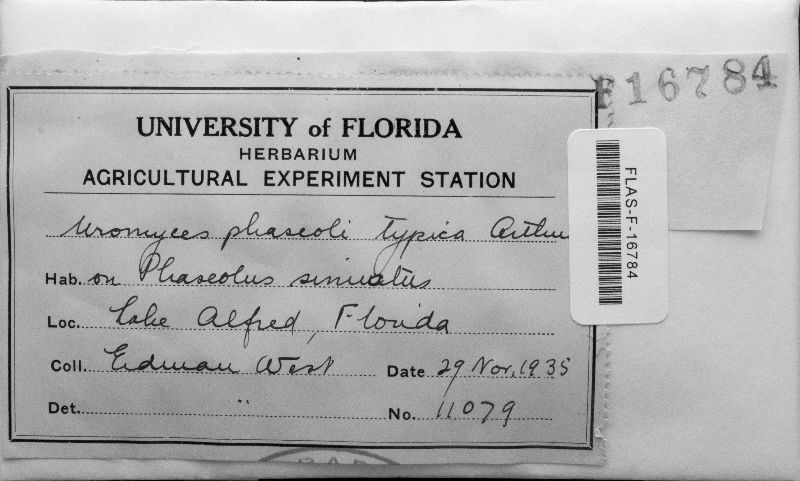 F16784
UNIVERSITY of FLORIDA
HERBARIUM
AGRICULTURAL EXPERIMENT STATION
Uromyces phaseoli typica Arthur
Hab. on Phaseolus sinuatus
Loc. Lake Alfred, Florida
Coll. Erdman West Date 29 Nov, 1935
Det. " No. 11079
FLAS-F-16784